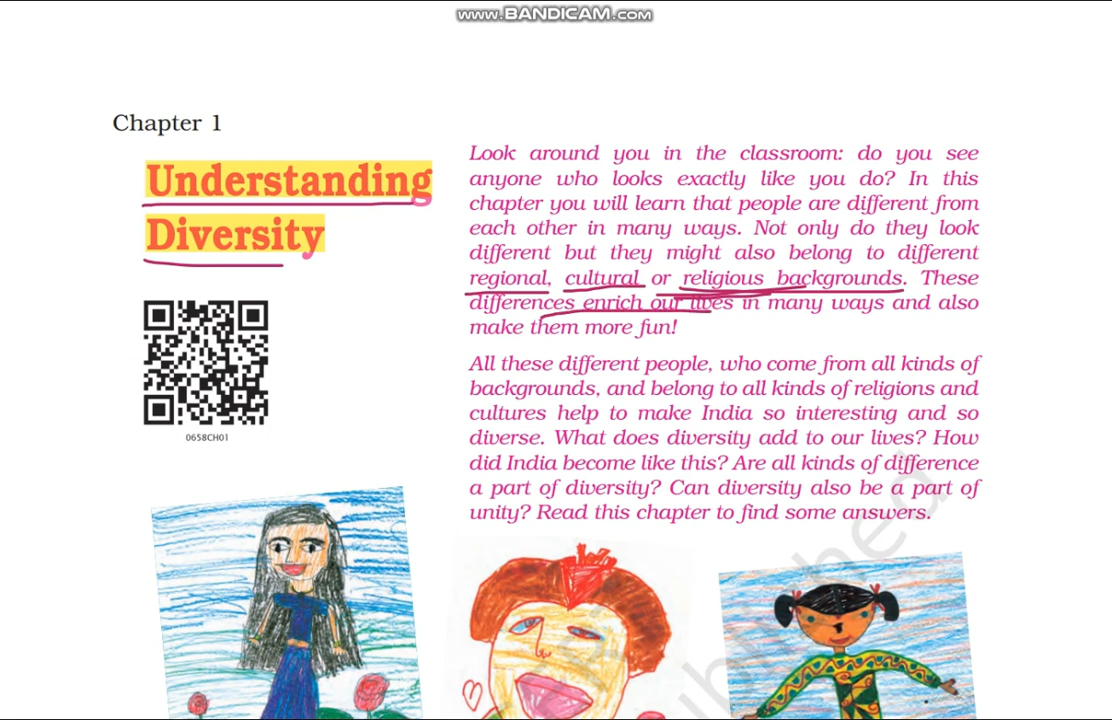 www.BANDICAM.com
Chapter 1
Understanding
Diversity
0658CH01
Look around you in the classroom: do you see
anyone who looks exactly like you do? In this
chapter you will learn that people are different from
each other in many ways. Not only do they look
different but they might also belong to different
regional, cultural or religious backgrounds. These
differences enrich our lives in many ways and also
make them more fun!
All these different people, who come from all kinds of
backgrounds, and belong to all kinds of religions and
cultures help to make India so interesting and so
diverse. What does diversity add to our lives? How
did India become like this? Are all kinds of difference
a part of diversity? Can diversity also be a part of
unity? Read this chapter to find some answers.